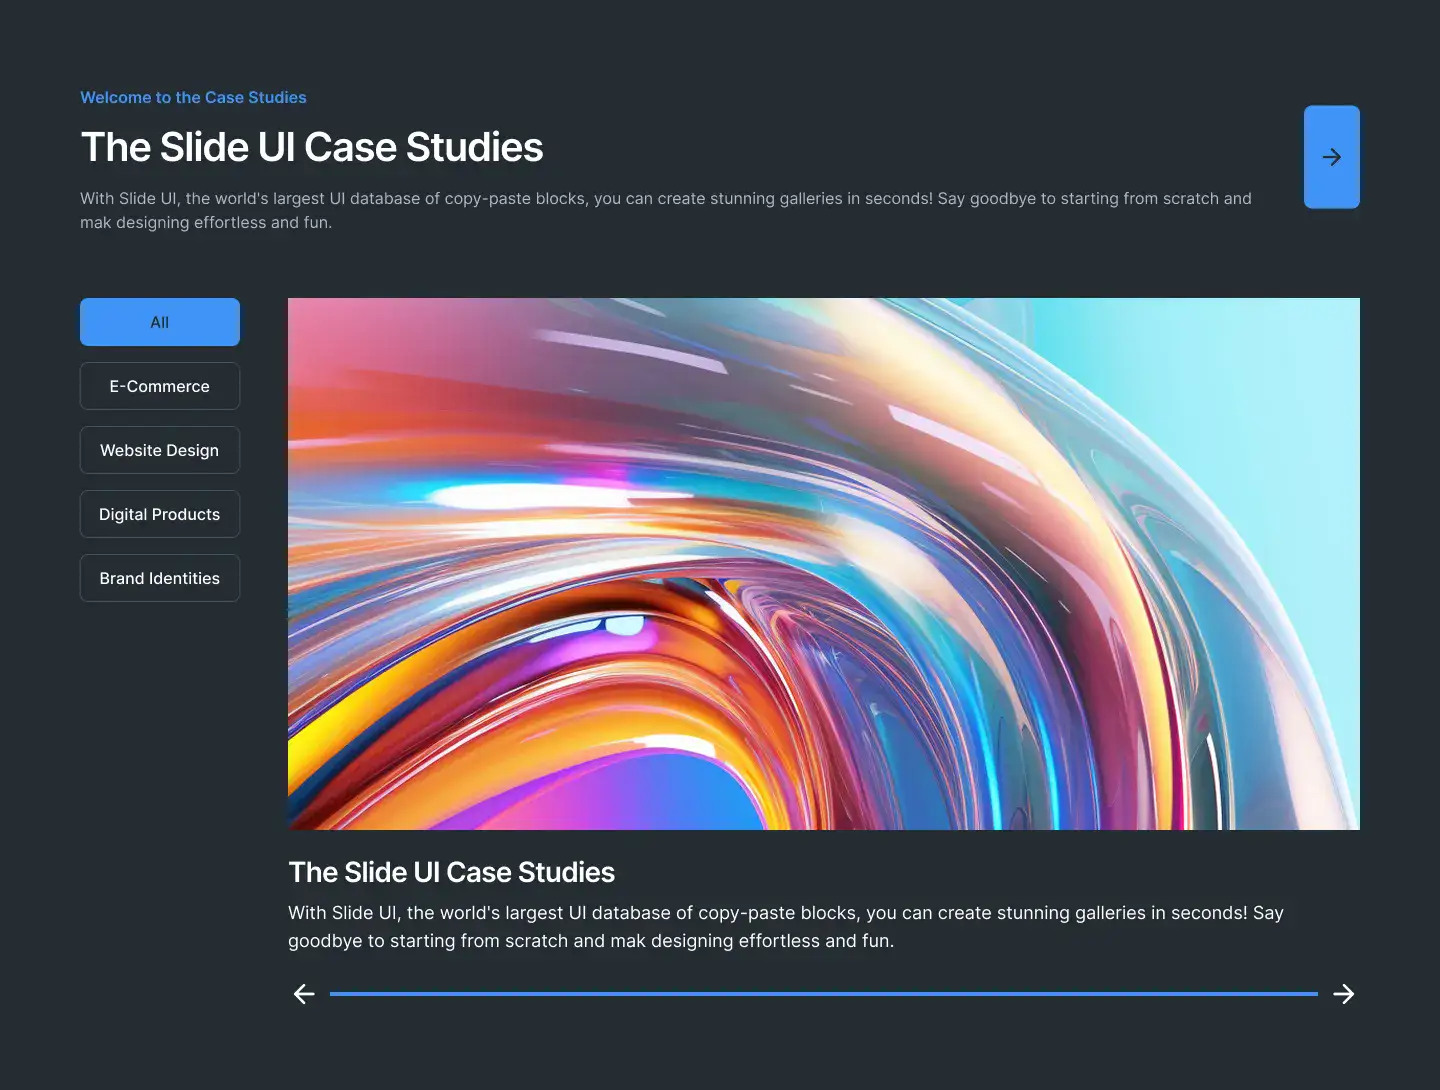 Welcome to the Case Studies
The Slide UI Case Studies
With Slide UI, the world's largest UI database of copy-paste blocks, you can create stunning galleries in seconds! Say goodbye to starting from scratch and
mak designing effortless and fun.
All
E-Commerce
Website Design
Digital Products
Brand Identities
The Slide UI Case Studies
With Slide UI, the world's largest UI database of copy-paste blocks, you can create stunning galleries in seconds! Say
goodbye to starting from scratch and mak designing effortless and fun.